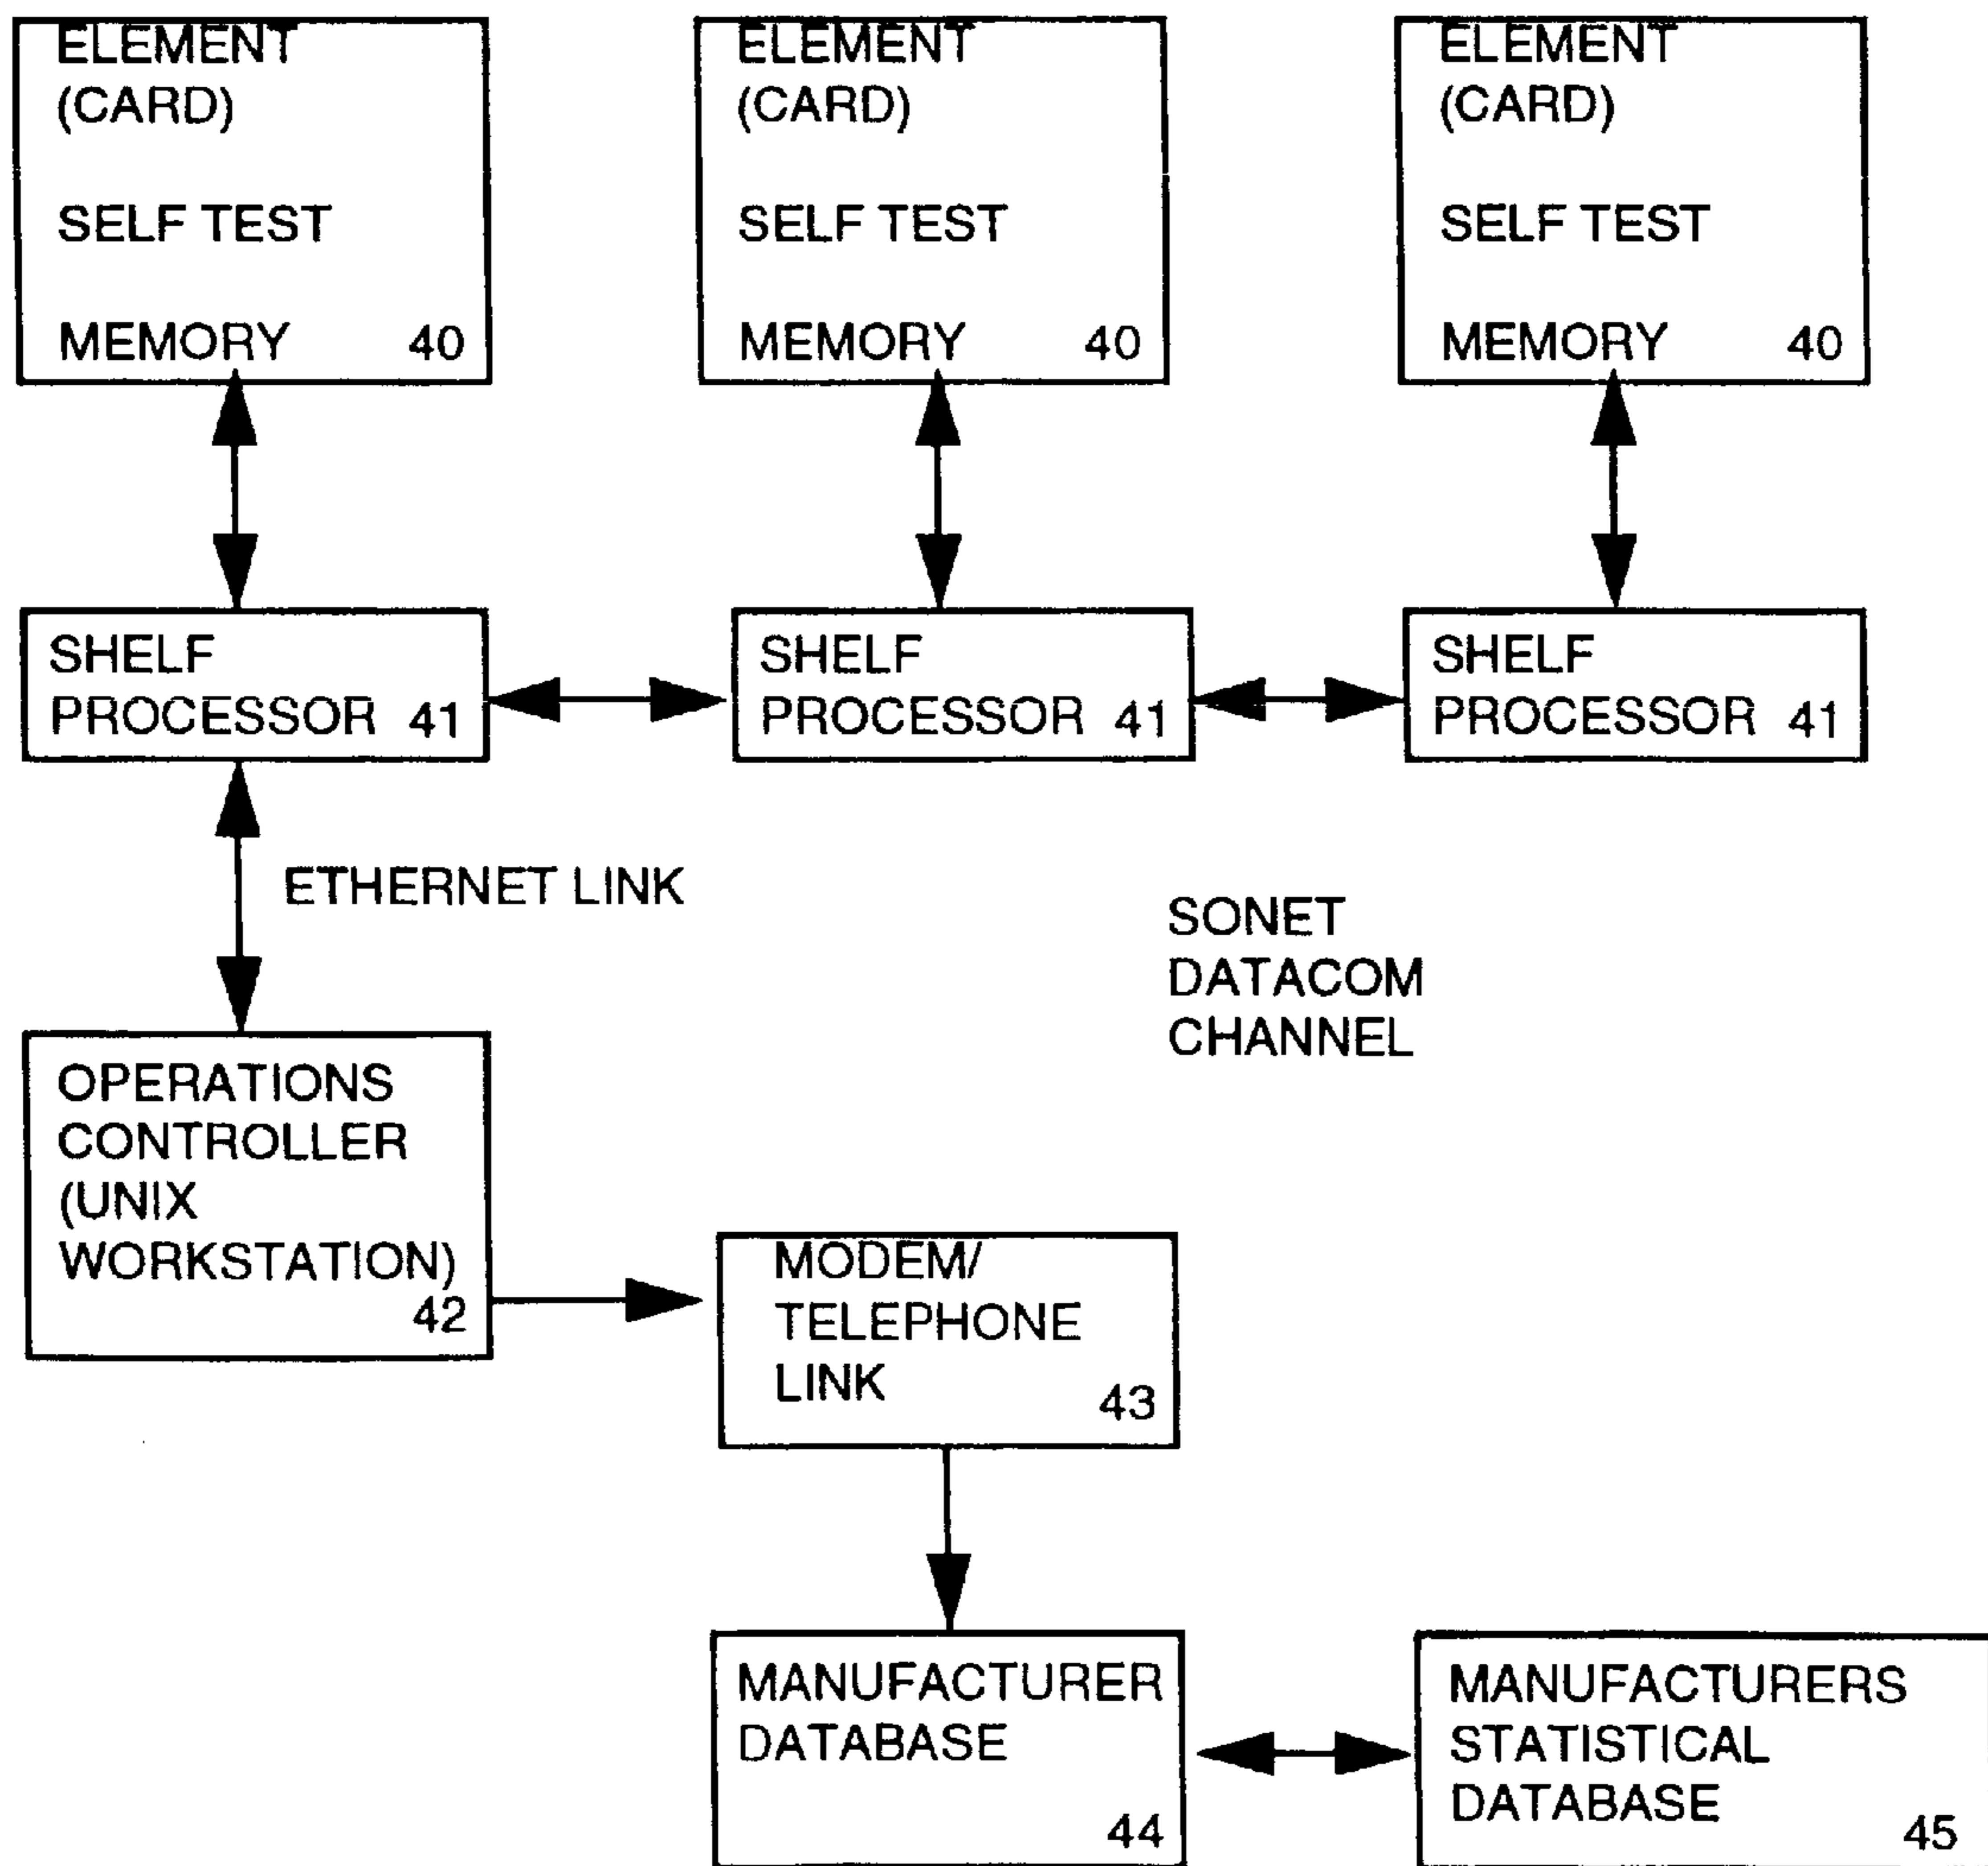 ELEMENT
(CARD)
SELF TEST
MEMORY 40
ELEMENT
(CARD)
SELF TEST
MEMORY 40
ELEMENT
(CARD)
SELF TEST
MEMORY 40
SHELF
PROCESSOR 41
SHELF
PROCESSOR 41
SHELF
PROCESSOR 41
ETHERNET LINK
SONET
DATACOM
CHANNEL
OPERATIONS
CONTROLLER
(UNIX
WORKSTATION)
42
MODEM/
TELEPHONE
LINK
43
MANUFACTURER
DATABASE
44
MANUFACTURERS
STATISTICAL
DATABASE
45